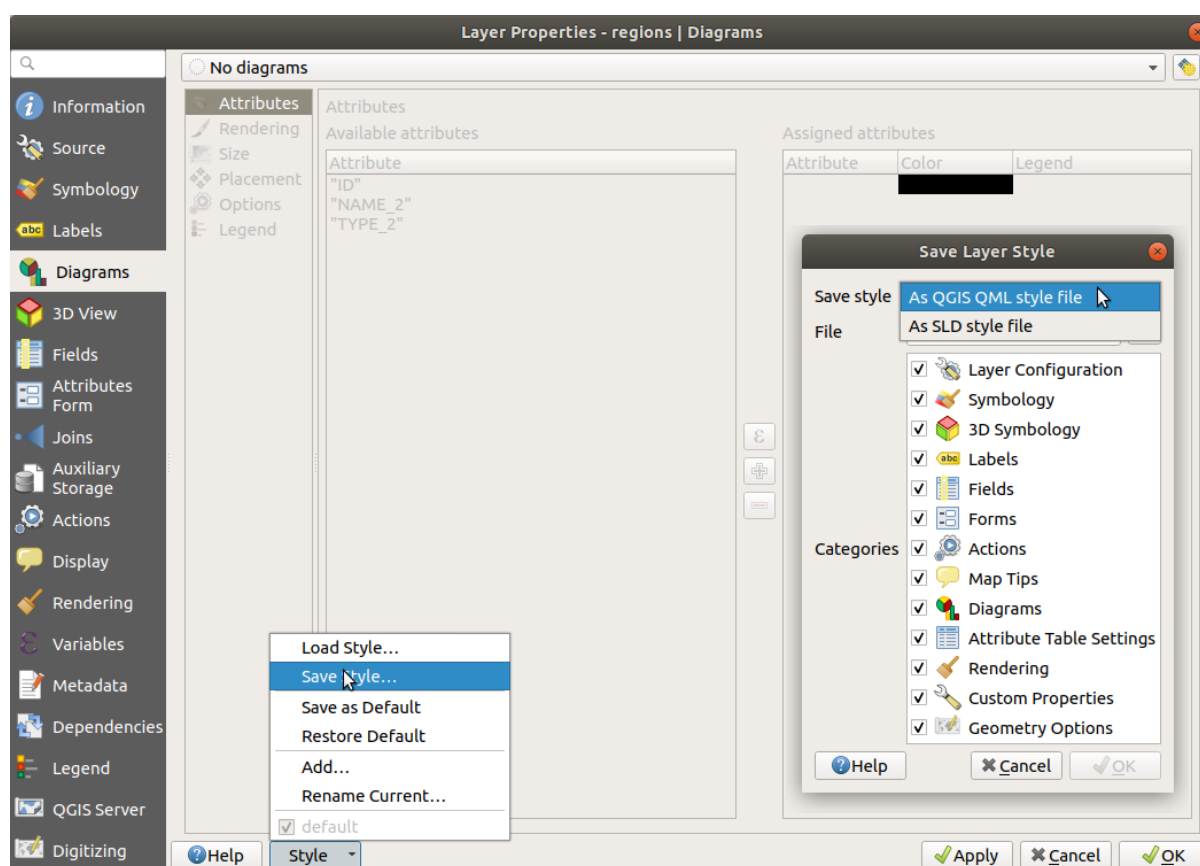 Layer Properties - regions | Diagrams
Information
Source
Symbology
abc Labels
Diagrams
3D View
Fields
Attributes
Form
Joins
Auxiliary
Storage
Actions
Display
Rendering
ε Variables
Metadata
Dependencies
Legend
QGIS Server
Digitizing
No diagrams
Attributes
Rendering
Size
Placement
Options
Legend
Attributes
Available attributes
Attribute
"ID"
"NAME_2"
"TYPE_2"
ε
Assigned attributes
Attribute Color Legend
Save Layer Style
Save style As QGIS QML style file
As SLD style file
File
Categories
Layer Configuration
Symbology
3D Symbology
abc Labels
Fields
Forms
Actions
Map Tips
Diagrams
Attribute Table Settings
Rendering
Custom Properties
Geometry Options
Help Cancel OK
Load Style...
Save Style...
Save as Default
Restore Default
Add...
Rename Current...
default
Help Style Apply Cancel OK